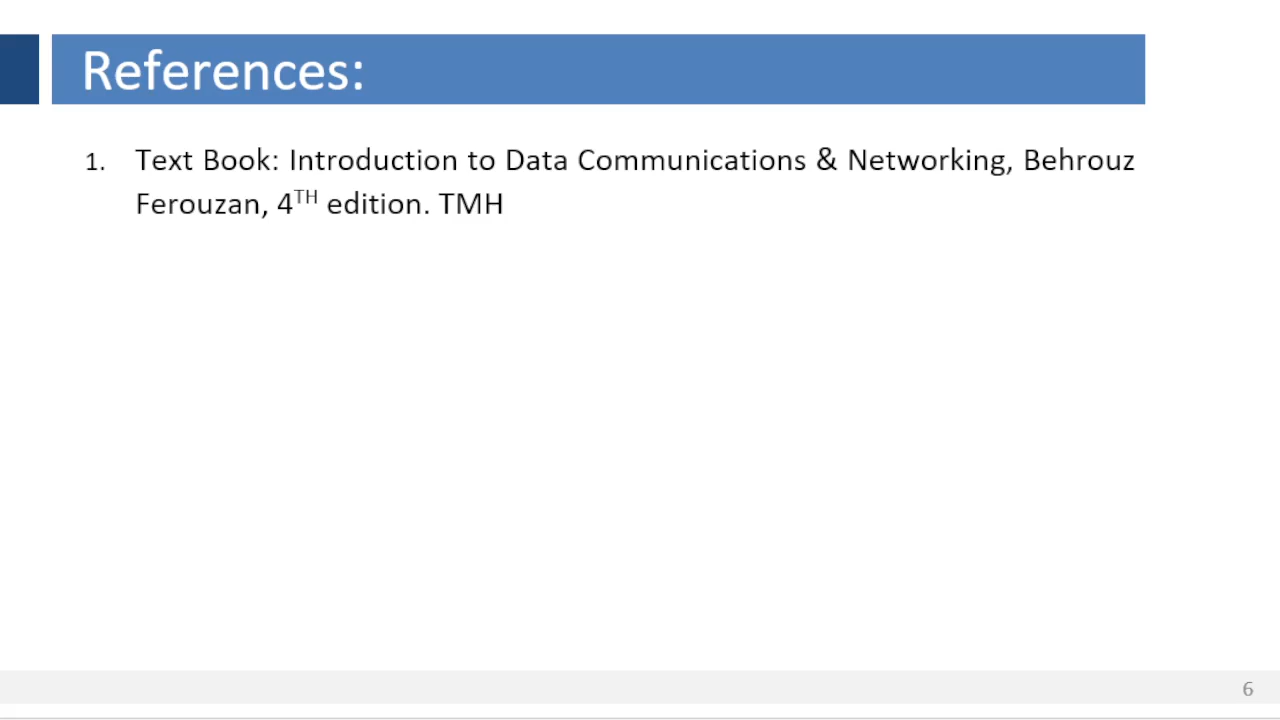 References:
1. Text Book: Introduction to Data Communications & Networking, Behrouz
Ferouzan, 4TH edition. TMH
6